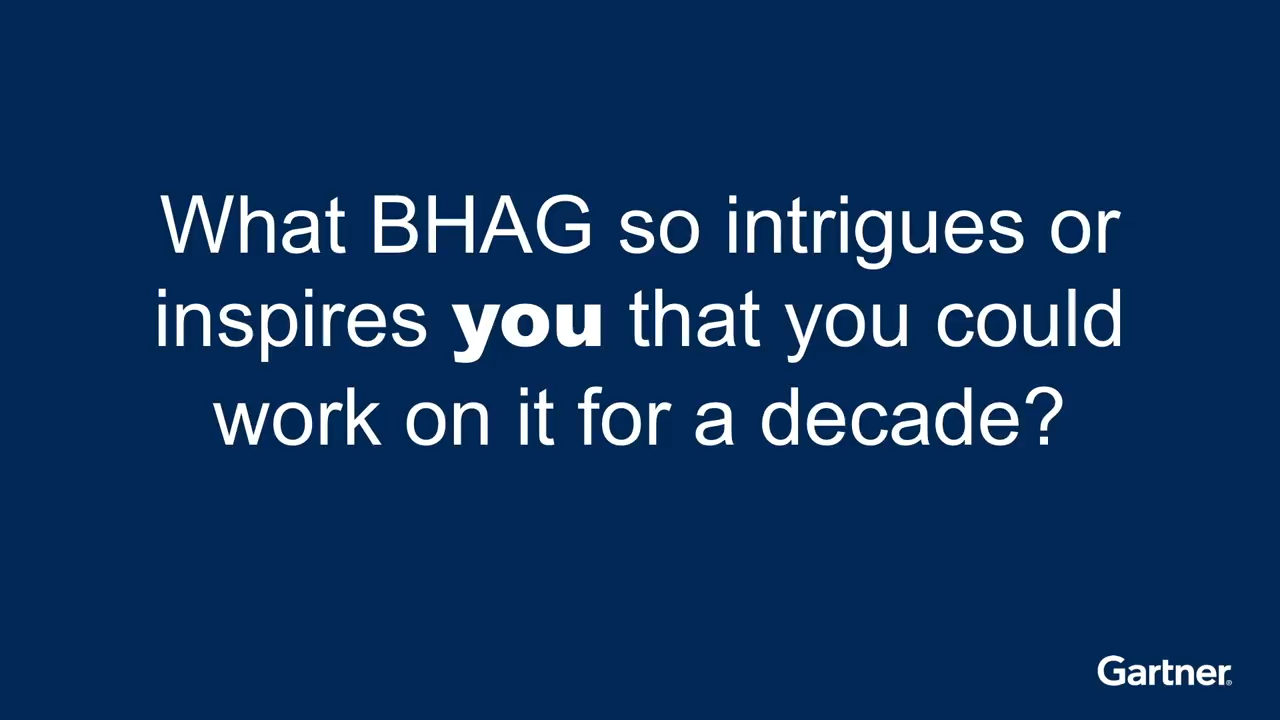 What BHAG so intrigues or
inspires you that you could
work on it for a decade?
Gartner®